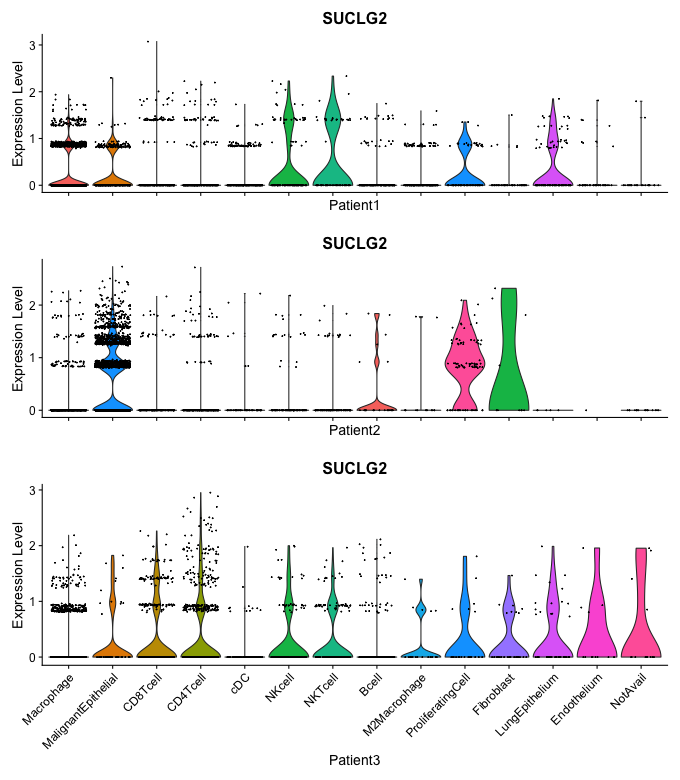 SUCLG2
Expression Level
3
2
1
0
Patient1
SUCLG2
Expression Level
2
1
0
Patient2
SUCLG2
Expression Level
3
2
1
0
Macrophage
MalignantEpithelial
CD8Tcell
CD4Tcell
cDC
NKcell
NKTcell
Bcell
M2Macrophage
ProliferatingCell
Fibroblast
LungEpithelium
Endothelium
NotAvail
Patient3